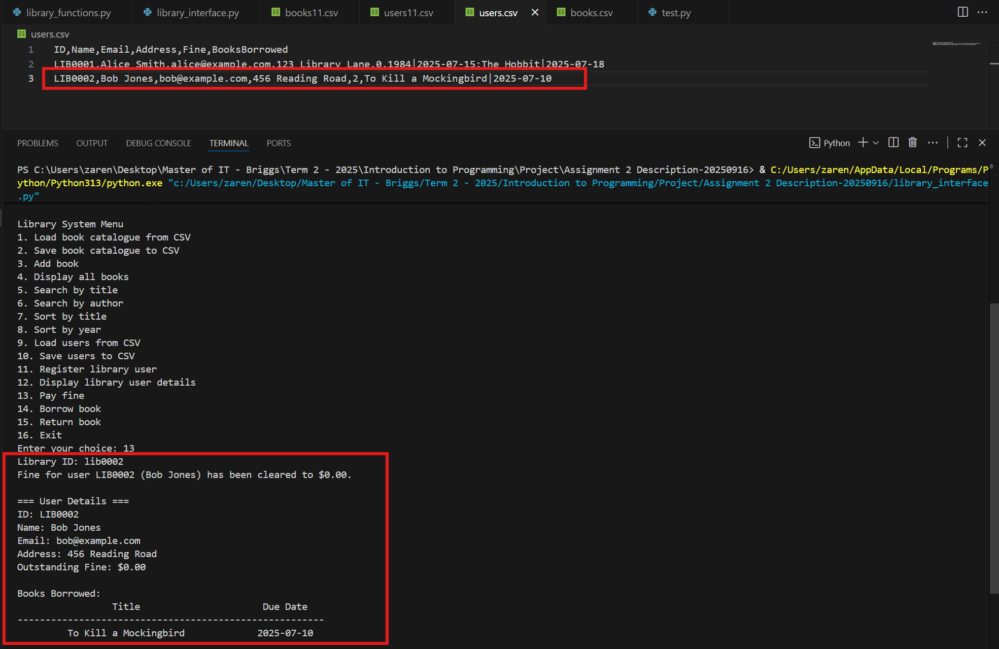 library_functions.py library_interface.py books11.csv users11.csv users.csv books.csv test.py
users.csv
1 ID,Name,Email,Address,Fine,BooksBorrowed
2 LIB0001,Alice Smith,alice@example.com,123 Library Lane,0,1984|2025-07-15;The Hobbit|2025-07-18
3 LIB0002,Bob Jones,bob@example.com,456 Reading Road,2,To Kill a Mockingbird|2025-07-10
PROBLEMS OUTPUT DEBUG CONSOLE TERMINAL PORTS Python
PS C:\Users\zaren\Desktop\Master of IT - Briggs\Term 2 - 2025\Introduction to Programming\Project\Assignment 2 Description-20250916> & C:/Users/zaren/AppData/Local/Programs/P
ython/Python313/python.exe "c:/Users/zaren/Desktop/Master of IT - Briggs/Term 2 - 2025/Introduction to Programming/Project/Assignment 2 Description-20250916/library_interface
.py"
Library System Menu
1. Load book catalogue from CSV
2. Save book catalogue to CSV
3. Add book
4. Display all books
5. Search by title
6. Search by author
7. Sort by title
8. Sort by year
9. Load users from CSV
10. Save users to CSV
11. Register library user
12. Display library user details
13. Pay fine
14. Borrow book
15. Return book
16. Exit
Enter your choice: 13
Library ID: lib0002
Fine for user LIB0002 (Bob Jones) has been cleared to $0.00.
=== User Details ===
ID: LIB0002
Name: Bob Jones
Email: bob@example.com
Address: 456 Reading Road
Outstanding Fine: $0.00
Books Borrowed:
Title Due Date
-------------------------------------------------------
To Kill a Mockingbird 2025-07-10